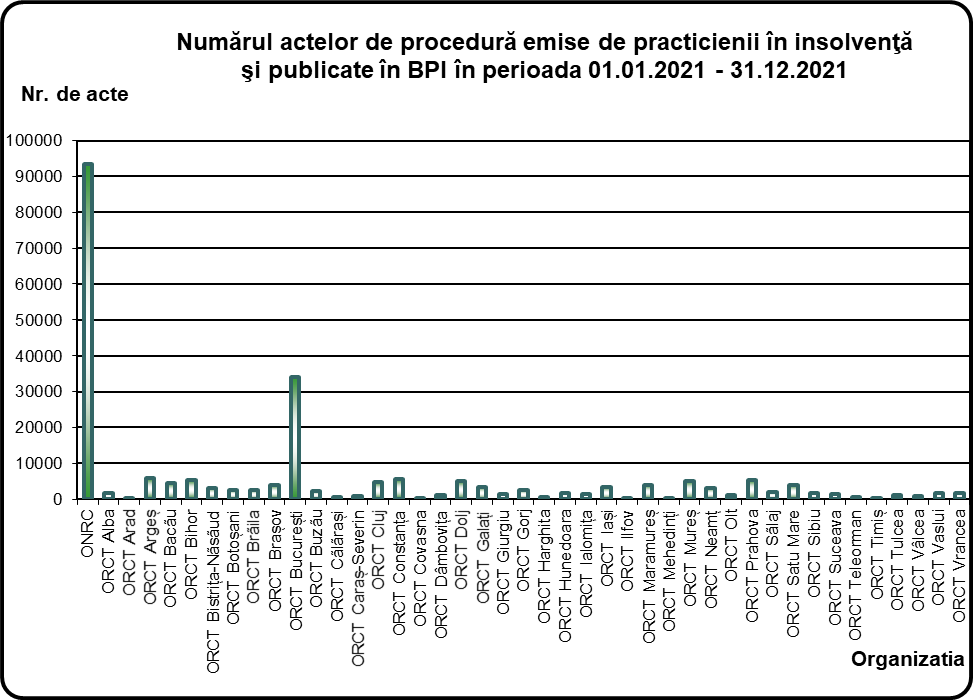 Numărul actelor de procedură emise de practicienii în insolvenţă
şi publicate în BPI în perioada 01.01.2021 - 31.12.2021
Nr. de acte
100000
90000
80000
70000
60000
50000
40000
30000
20000
10000
0
ONRC
ORCT Alba
ORCT Arad
ORCT Argeș
ORCT Bacău
ORCT Bihor
ORCT Bistrița-Năsăud
ORCT Botoșani
ORCT Brăila
ORCT Brașov
ORCT București
ORCT Buzău
ORCT Călărași
ORCT Caraș-Severin
ORCT Cluj
ORCT Constanța
ORCT Covasna
ORCT Dâmbovița
ORCT Dolj
ORCT Galați
ORCT Giurgiu
ORCT Gorj
ORCT Harghita
ORCT Hunedoara
ORCT Ialomița
ORCT Iași
ORCT Ilfov
ORCT Maramureș
ORCT Mehedinți
ORCT Mureș
ORCT Neamț
ORCT Olt
ORCT Prahova
ORCT Sălaj
ORCT Satu Mare
ORCT Sibiu
ORCT Suceava
ORCT Teleorman
ORCT Timiș
ORCT Tulcea
ORCT Vâlcea
ORCT Vaslui
ORCT Vrancea
Organizatia